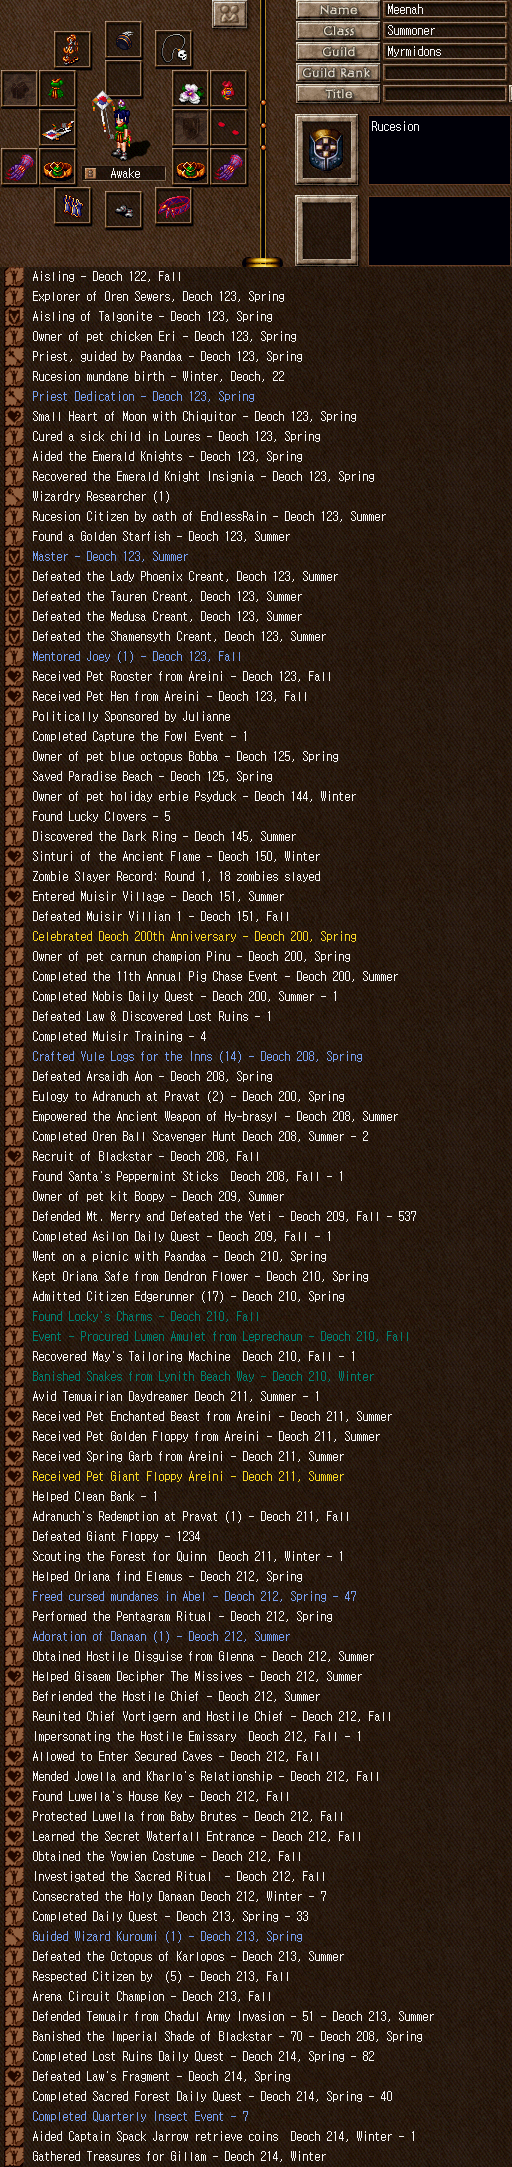 Name Meenah
Class Summoner
Guild Myrmidons
Guild Rank
Title
Rucesion
Awake
Aisling - Deoch 122, Fall
Explorer of Oren Sewers, Deoch 123, Spring
Aisling of Talgonite - Deoch 123, Spring
Owner of pet chicken Eri - Deoch 123, Spring
Priest, guided by Paandaa - Deoch 123, Spring
Rucesion mundane birth - Winter, Deoch, 22
Priest Dedication - Deoch 123, Spring
Small Heart of Moon with Chiquitor - Deoch 123, Spring
Cured a sick child in Loures - Deoch 123, Spring
Aided the Emerald Knights - Deoch 123, Spring
Recovered the Emerald Knight Insignia - Deoch 123, Spring
Wizardry Researcher (1)
Rucesion Citizen by oath of EndlessRain - Deoch 123, Summer
Found a Golden Starfish - Deoch 123, Summer
Master - Deoch 123, Summer
Defeated the Lady Phoenix Creant, Deoch 123, Summer
Defeated the Tauren Creant, Deoch 123, Summer
Defeated the Medusa Creant, Deoch 123, Summer
Defeated the Shamensyth Creant, Deoch 123, Summer
Mentored Joey (1) - Deoch 123, Fall
Received Pet Rooster from Areini - Deoch 123, Fall
Received Pet Hen from Areini - Deoch 123, Fall
Politically Sponsored by Julianne
Completed Capture the Fowl Event - 1
Owner of pet blue octopus Bobba - Deoch 125, Spring
Saved Paradise Beach - Deoch 125, Spring
Owner of pet holiday erbie Psyduck - Deoch 144, Winter
Found Lucky Clovers - 5
Discovered the Dark Ring - Deoch 145, Summer
Sinturi of the Ancient Flame - Deoch 150, Winter
Zombie Slayer Record: Round 1, 18 zombies slayed
Entered Muisir Village - Deoch 151, Summer
Defeated Muisir Villian 1 - Deoch 151, Fall
Celebrated Deoch 200th Anniversary - Deoch 200, Spring
Owner of pet carnun champion Pinu - Deoch 200, Spring
Completed the 11th Annual Pig Chase Event - Deoch 200, Summer
Completed Nobis Daily Quest - Deoch 200, Summer - 1
Defeated Law & Discovered Lost Ruins - 1
Completed Muisir Training - 4
Crafted Yule Logs for the Inns (14) - Deoch 208, Spring
Defeated Arsaidh Aon - Deoch 208, Spring
Eulogy to Adranuch at Pravat (2) - Deoch 200, Spring
Empowered the Ancient Weapon of Hy-brasyl - Deoch 208, Summer
Completed Oren Ball Scavenger Hunt Deoch 208, Summer - 2
Recruit of Blackstar - Deoch 208, Fall
Found Santa's Peppermint Sticks  Deoch 208, Fall - 1
Owner of pet kit Boopy - Deoch 209, Summer
Defended Mt. Merry and Defeated the Yeti - Deoch 209, Fall - 537
Completed Asilon Daily Quest - Deoch 209, Fall - 1
Went on a picnic with Paandaa - Deoch 210, Spring
Kept Oriana Safe from Dendron Flower - Deoch 210, Spring
Admitted Citizen Edgerunner (17) - Deoch 210, Spring
Found Locky's Charms - Deoch 210, Fall
Event - Procured Lumen Amulet from Leprechaun - Deoch 210, Fall
Recovered May's Tailoring Machine  Deoch 210, Fall - 1
Banished Snakes from Lynith Beach Way - Deoch 210, Winter
Avid Temuairian Daydreamer Deoch 211, Summer - 1
Received Pet Enchanted Beast from Areini - Deoch 211, Summer
Received Pet Golden Floppy from Areini - Deoch 211, Summer
Received Spring Garb from Areini - Deoch 211, Summer
Received Pet Giant Floppy Areini - Deoch 211, Summer
Helped Clean Bank - 1
Adranuch's Redemption at Pravat (1) - Deoch 211, Fall
Defeated Giant Floppy - 1234
Scouting the Forest for Quinn  Deoch 211, Winter - 1
Helped Oriana find Elemus - Deoch 212, Spring
Freed cursed mundanes in Abel - Deoch 212, Spring - 47
Performed the Pentagram Ritual - Deoch 212, Spring
Adoration of Danaan (1) - Deoch 212, Summer
Obtained Hostile Disguise from Glenna - Deoch 212, Summer
Helped Gisaem Decipher The Missives - Deoch 212, Summer
Befriended the Hostile Chief - Deoch 212, Summer
Reunited Chief Vortigern and Hostile Chief - Deoch 212, Fall
Impersonating the Hostile Emissary  Deoch 212, Fall - 1
Allowed to Enter Secured Caves - Deoch 212, Fall
Mended Jowella and Kharlo's Relationship - Deoch 212, Fall
Found Luwella's House Key - Deoch 212, Fall
Protected Luwella from Baby Brutes - Deoch 212, Fall
Learned the Secret Waterfall Entrance - Deoch 212, Fall
Obtained the Yowien Costume - Deoch 212, Fall
Investigated the Sacred Ritual  - Deoch 212, Fall
Consecrated the Holy Danaan Deoch 212, Winter - 7
Completed Daily Quest - Deoch 213, Spring - 33
Guided Wizard Kuroumi (1) - Deoch 213, Spring
Defeated the Octopus of Karlopos - Deoch 213, Summer
Respected Citizen by  (5) - Deoch 213, Fall
Arena Circuit Champion - Deoch 213, Fall
Defended Temuair from Chadul Army Invasion - 51 - Deoch 213, Summer
Banished the Imperial Shade of Blackstar - 70 - Deoch 208, Spring
Completed Lost Ruins Daily Quest - Deoch 214, Spring - 82
Defeated Law's Fragment - Deoch 214, Spring
Completed Sacred Forest Daily Quest - Deoch 214, Spring - 40
Completed Quarterly Insect Event - 7
Aided Captain Spack Jarrow retrieve coins  Deoch 214, Winter - 1
Gathered Treasures for Gillam - Deoch 214, Winter